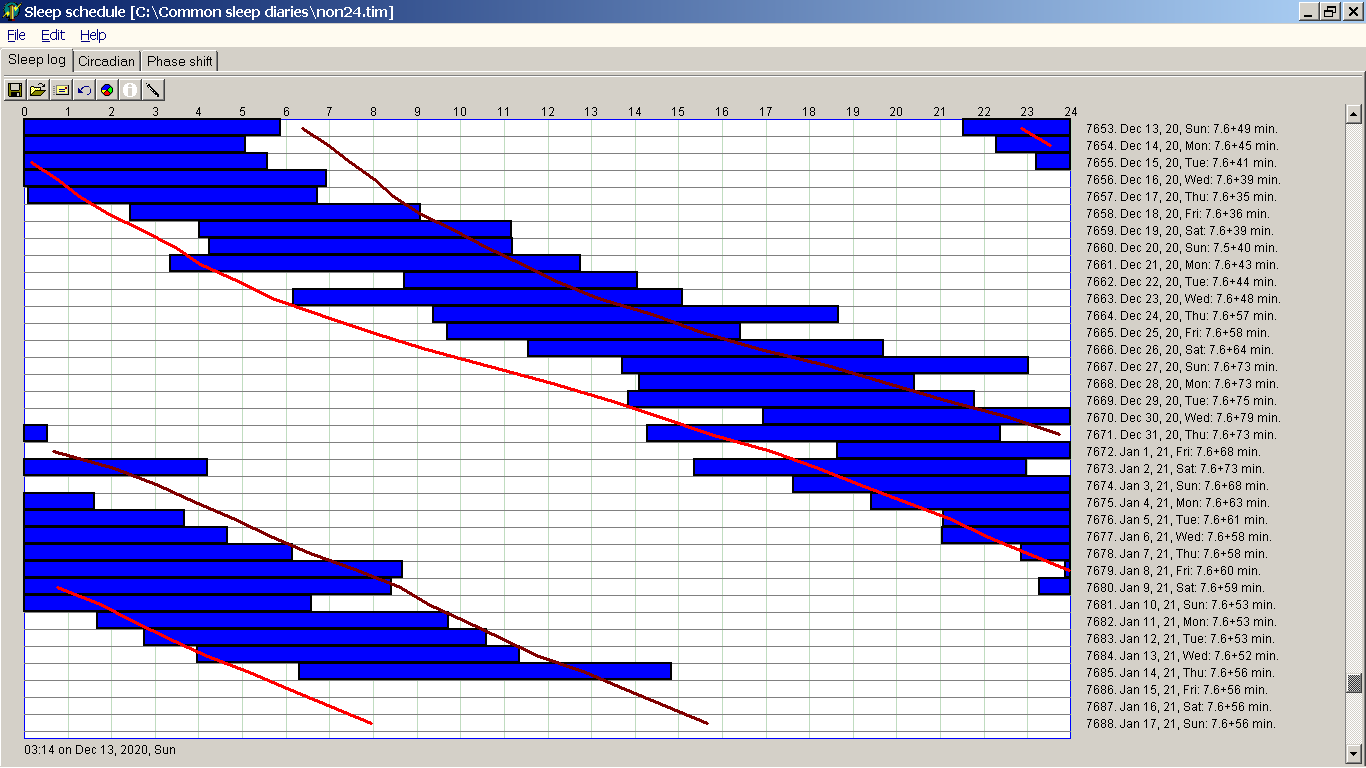 Sleep schedule [C:\Common sleep diaries\non24.tim]
File Edit Help
Sleep log Circadian Phase shift
0 1 2 3 4 5 6 7 8 9 10 11 12 13 14 15 16 17 18 19 20 21 22 23 24
7653. Dec 13, 20, Sun: 7.6+49 min.
7654. Dec 14, 20, Mon: 7.6+45 min.
7655. Dec 15, 20, Tue: 7.6+41 min.
7656. Dec 16, 20, Wed: 7.6+39 min.
7657. Dec 17, 20, Thu: 7.6+35 min.
7658. Dec 18, 20, Fri: 7.6+36 min.
7659. Dec 19, 20, Sat: 7.6+39 min.
7660. Dec 20, 20, Sun: 7.5+40 min.
7661. Dec 21, 20, Mon: 7.6+43 min.
7662. Dec 22, 20, Tue: 7.6+44 min.
7663. Dec 23, 20, Wed: 7.6+48 min.
7664. Dec 24, 20, Thu: 7.6+57 min.
7665. Dec 25, 20, Fri: 7.6+58 min.
7666. Dec 26, 20, Sat: 7.6+64 min.
7667. Dec 27, 20, Sun: 7.6+73 min.
7668. Dec 28, 20, Mon: 7.6+73 min.
7669. Dec 29, 20, Tue: 7.6+75 min.
7670. Dec 30, 20, Wed: 7.6+79 min.
7671. Dec 31, 20, Thu: 7.6+73 min.
7672. Jan 1, 21, Fri: 7.6+68 min.
7673. Jan 2, 21, Sat: 7.6+73 min.
7674. Jan 3, 21, Sun: 7.6+68 min.
7675. Jan 4, 21, Mon: 7.6+63 min.
7676. Jan 5, 21, Tue: 7.6+61 min.
7677. Jan 6, 21, Wed: 7.6+58 min.
7678. Jan 7, 21, Thu: 7.6+58 min.
7679. Jan 8, 21, Fri: 7.6+60 min.
7680. Jan 9, 21, Sat: 7.6+59 min.
7681. Jan 10, 21, Sun: 7.6+53 min.
7682. Jan 11, 21, Mon: 7.6+53 min.
7683. Jan 12, 21, Tue: 7.6+53 min.
7684. Jan 13, 21, Wed: 7.6+52 min.
7685. Jan 14, 21, Thu: 7.6+56 min.
7686. Jan 15, 21, Fri: 7.6+56 min.
7687. Jan 16, 21, Sat: 7.6+56 min.
7688. Jan 17, 21, Sun: 7.6+56 min.
03:14 on Dec 13, 2020, Sun